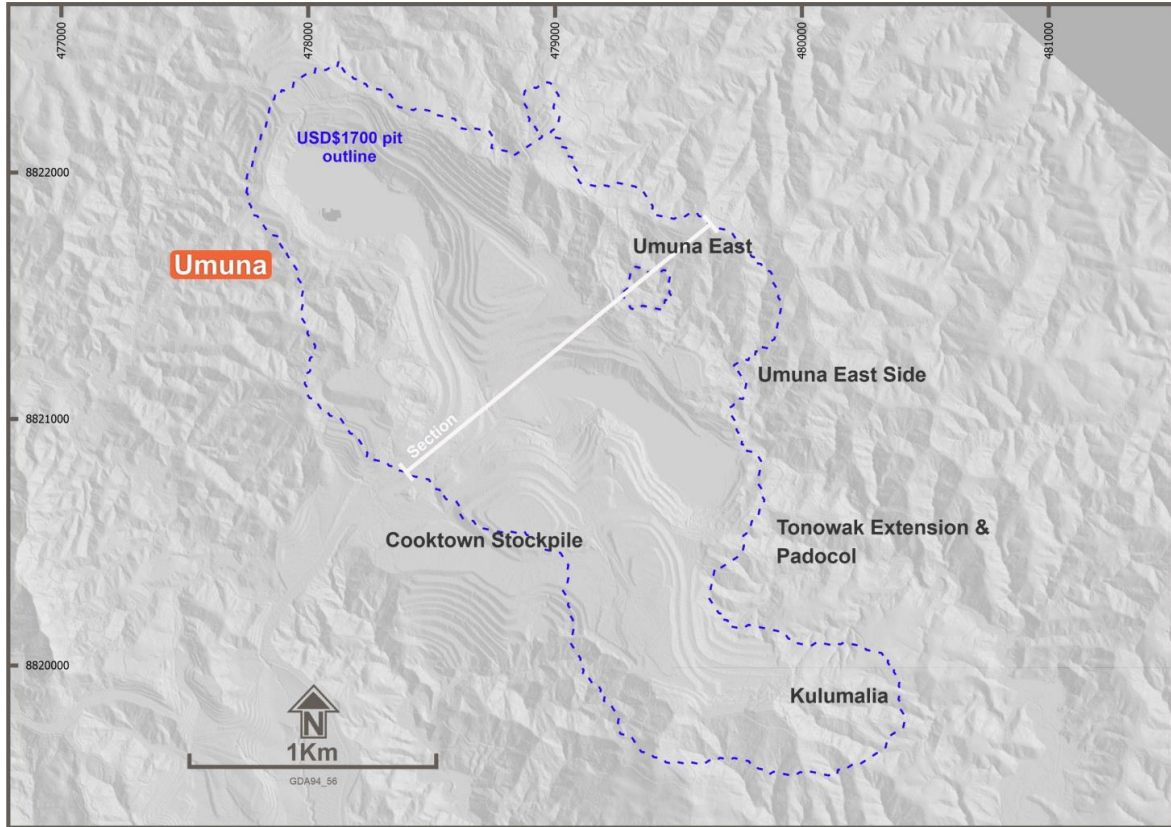 477000
478000
479000
480000
481000
USD$1700 pit
outline
8822000
Umuna East
Umuna
Umuna East Side
8821000
Section
Tonowak Extension &
Padocol
Cooktown Stockpile
8820000
Kulumalia
N
1Km
GDA94_56